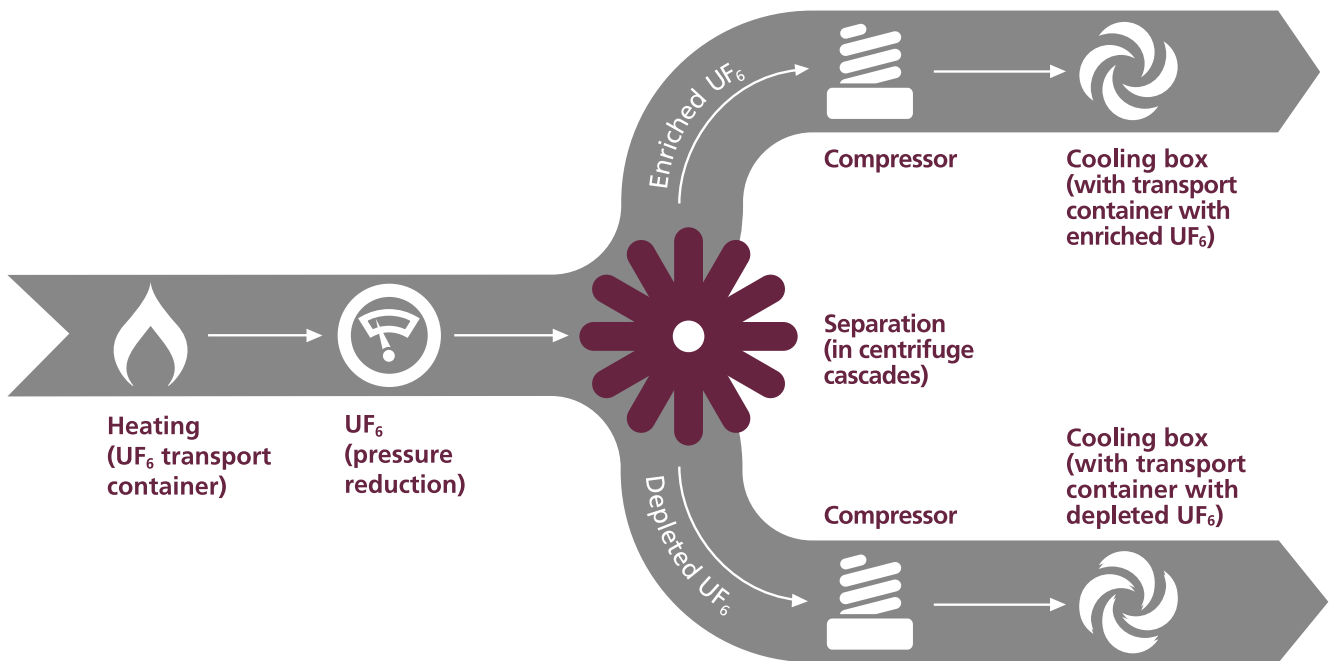 Heating
(UF₆ transport
container)
UF₆
(pressure
reduction)
Enriched UF₆
Compressor
Cooling box
(with transport
container with
enriched UF₆)
Separation
(in centrifuge
cascades)
Depleted UF₆
Compressor
Cooling box
(with transport
container with
depleted UF₆)